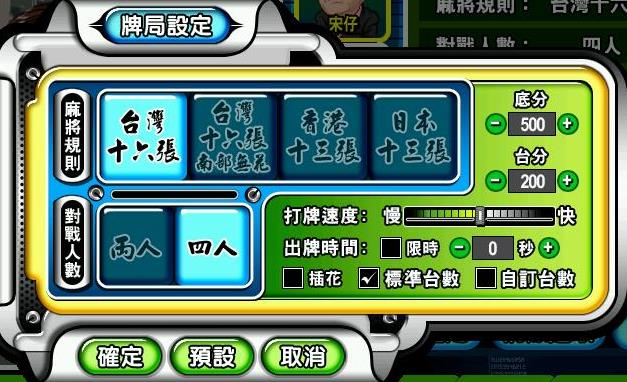 牌局設定
宋仔
麻將規則： 台灣十六
對戰人數： 四人
麻將規則
台灣十六張
台灣十六張南部無花
香港十三張
日本十三張
底分
500
台分
200
對戰人數
兩人
四人
打牌速度： 慢 快
出牌時間： 限時 0 秒
插花 標準台數 自訂台數
確定 預設 取消